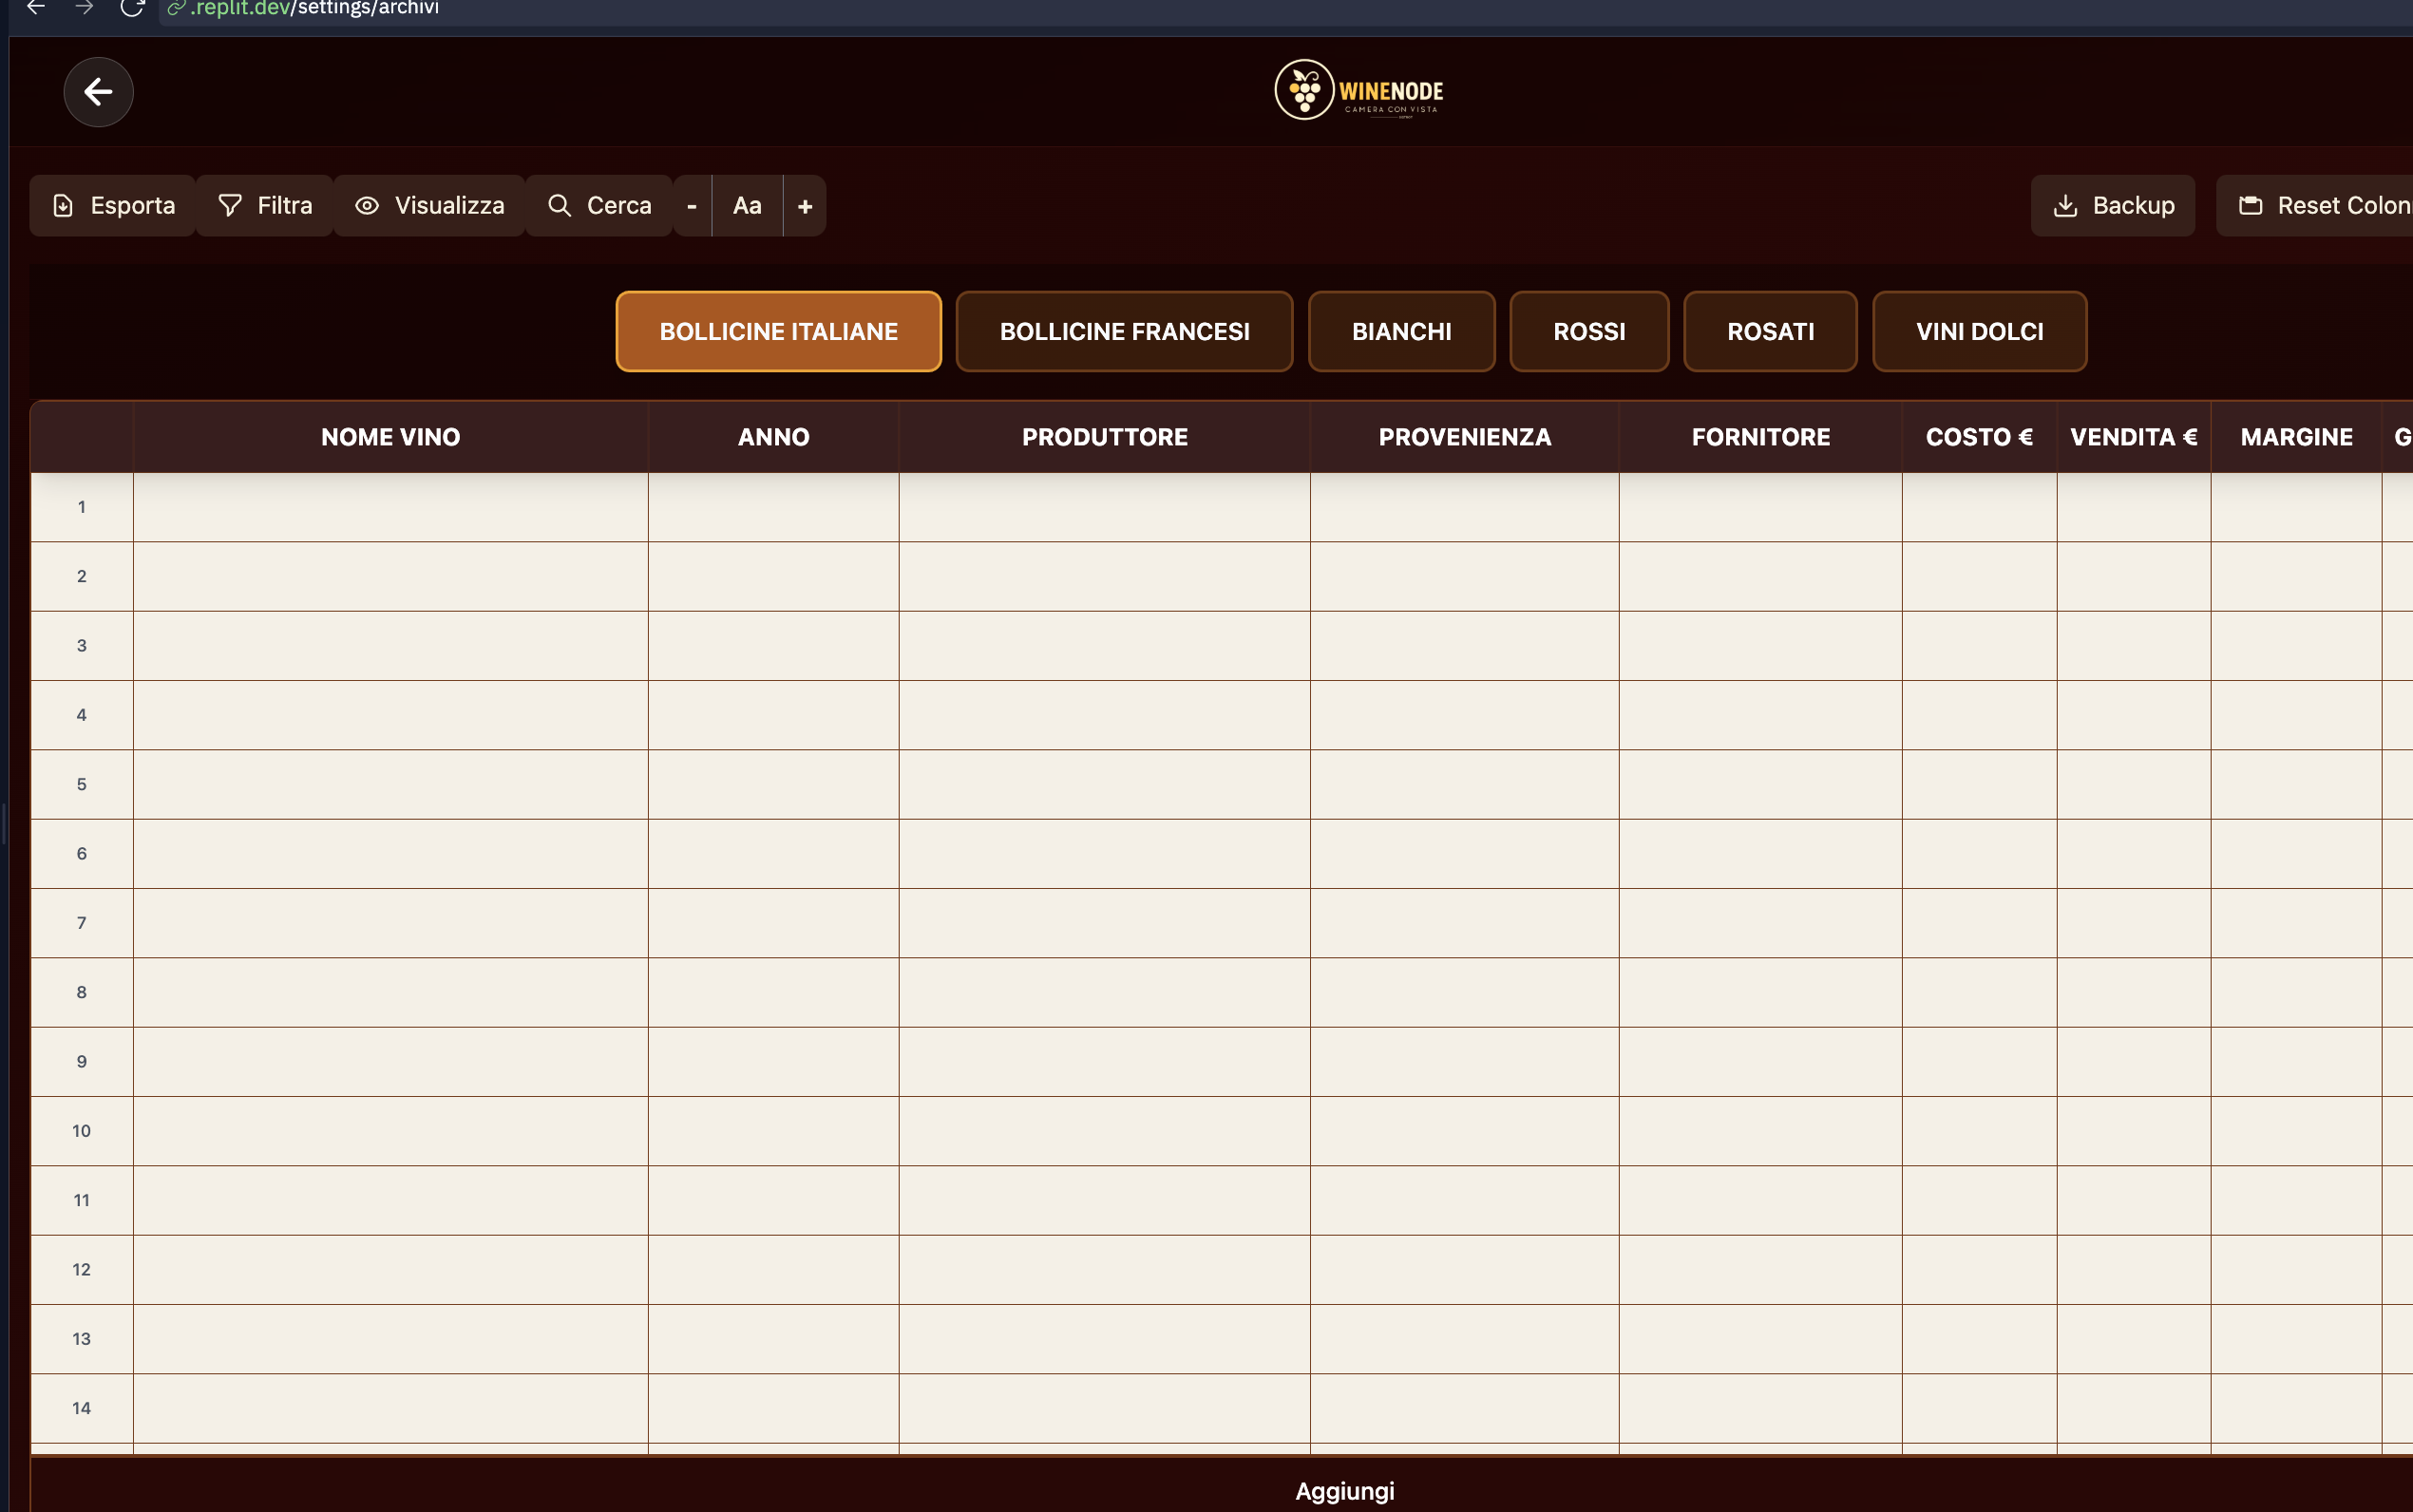 .replit.dev/settings/archivi
WINENODE
CAMERA CON VISTA
Esporta Filtra Visualizza Cerca - Aa + Backup Reset Colon
BOLLICINE ITALIANE BOLLICINE FRANCESI BIANCHI ROSSI ROSATI VINI DOLCI
NOME VINO ANNO PRODUTTORE PROVENIENZA FORNITORE COSTO € VENDITA € MARGINE G
1
2
3
4
5
6
7
8
9
10
11
12
13
14
Aggiungi